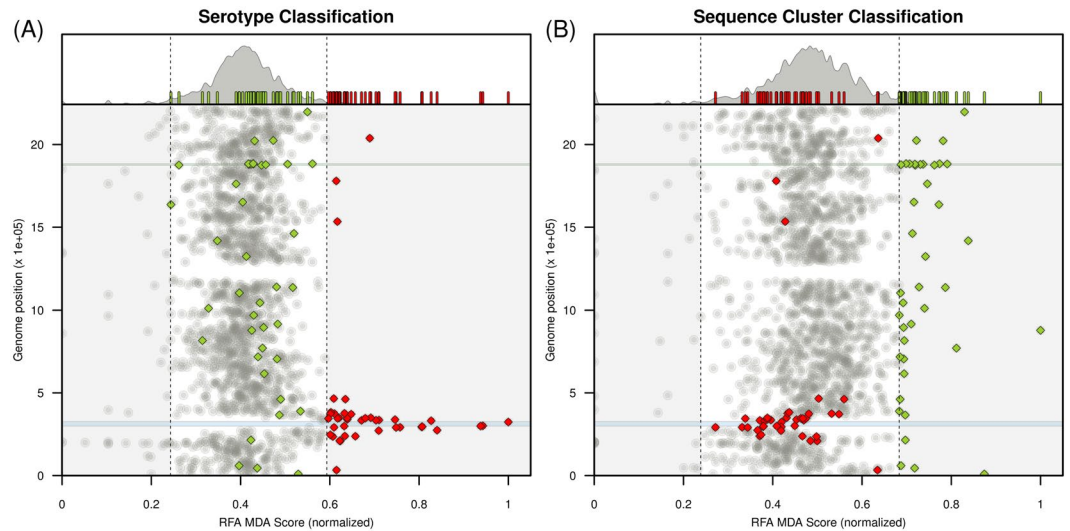 (A)
Serotype Classification
Genome position (x 1e+05)
20
15
10
5
0
0
0.2
0.4
0.6
0.8
1
RFA MDA Score (normalized)
(B)
Sequence Cluster Classification
Genome position (x 1e+05)
20
15
10
5
0
0
0.2
0.4
0.6
0.8
1
RFA MDA Score (normalized)